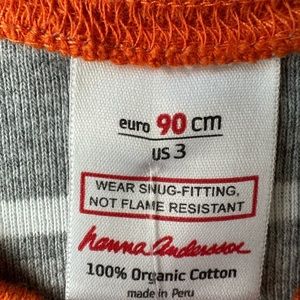 euro 90 cm
US 3
WEAR SNUG-FITTING,
NOT FLAME RESISTANT
hanna andersson
100% Organic Cotton
made in Peru